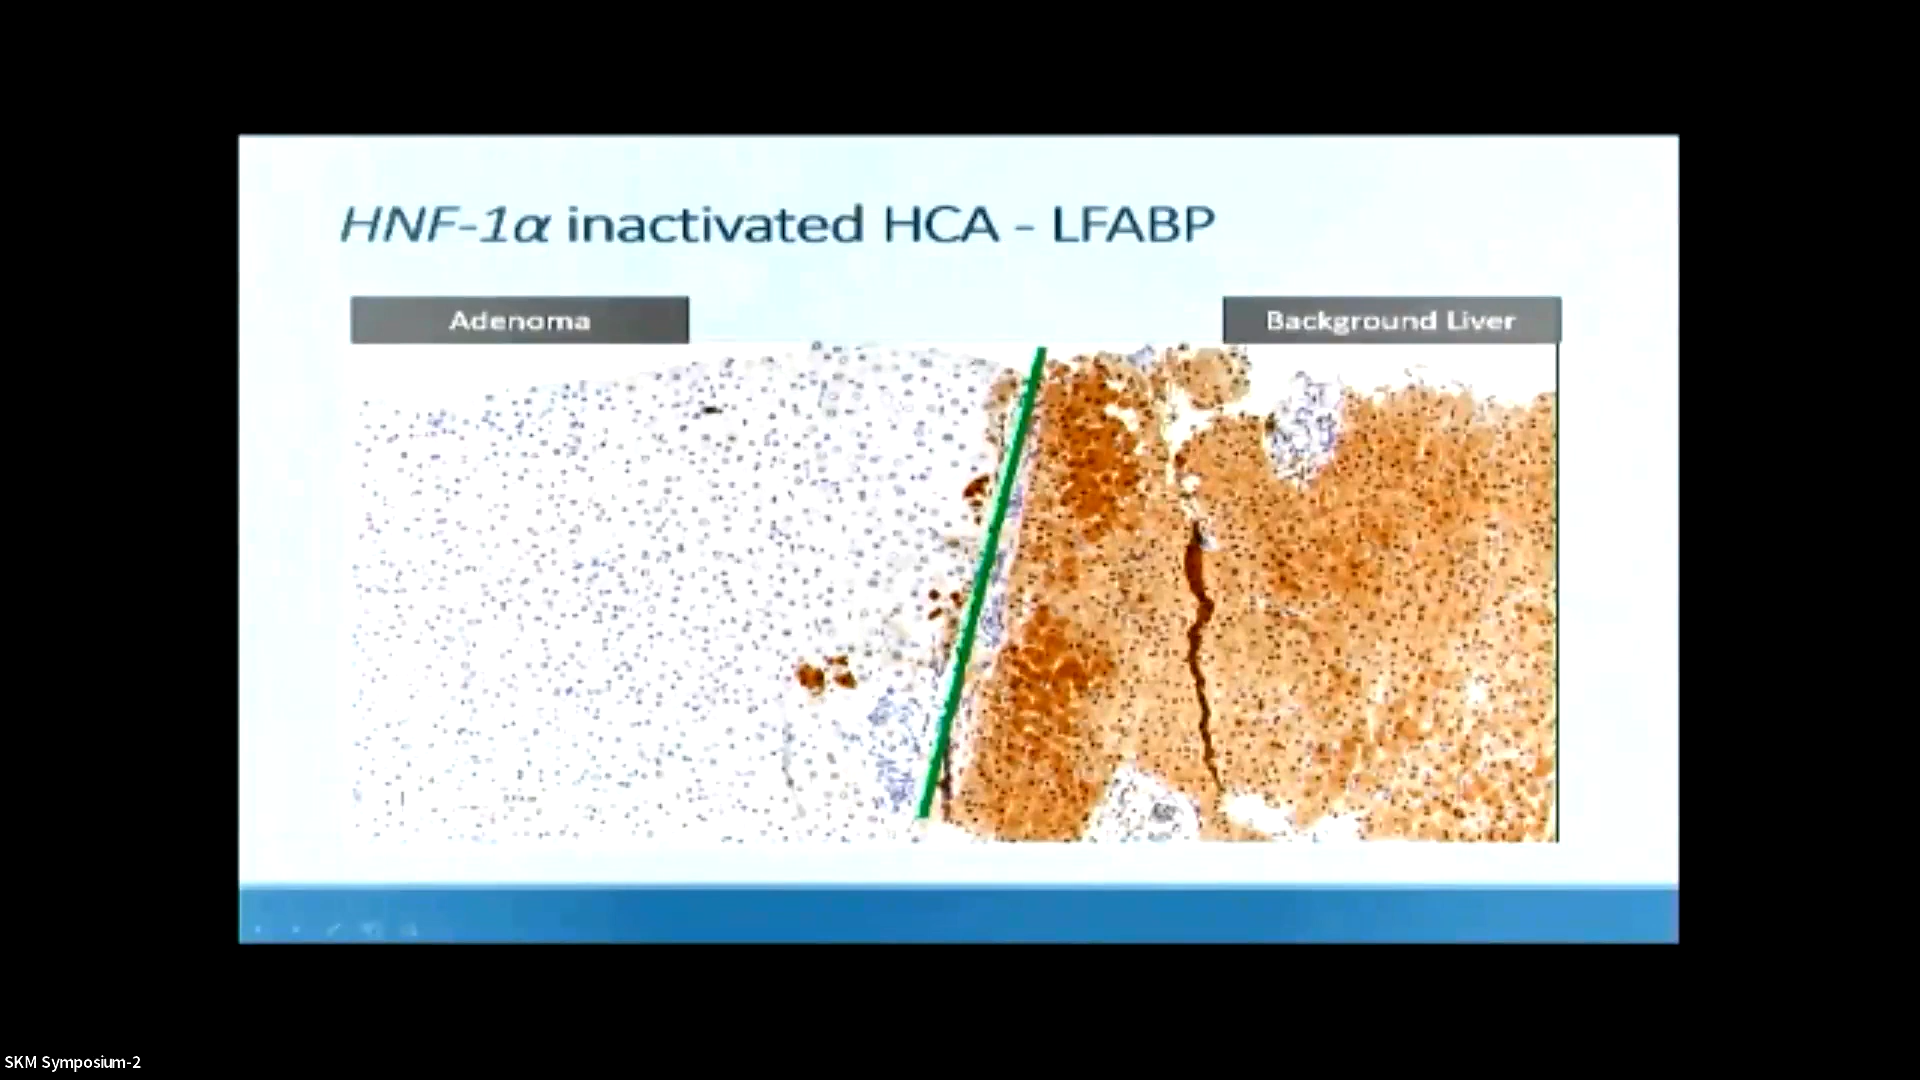 HNF-1α inactivated HCA - LFABP
Adenoma
Background Liver
SKM Symposium-2